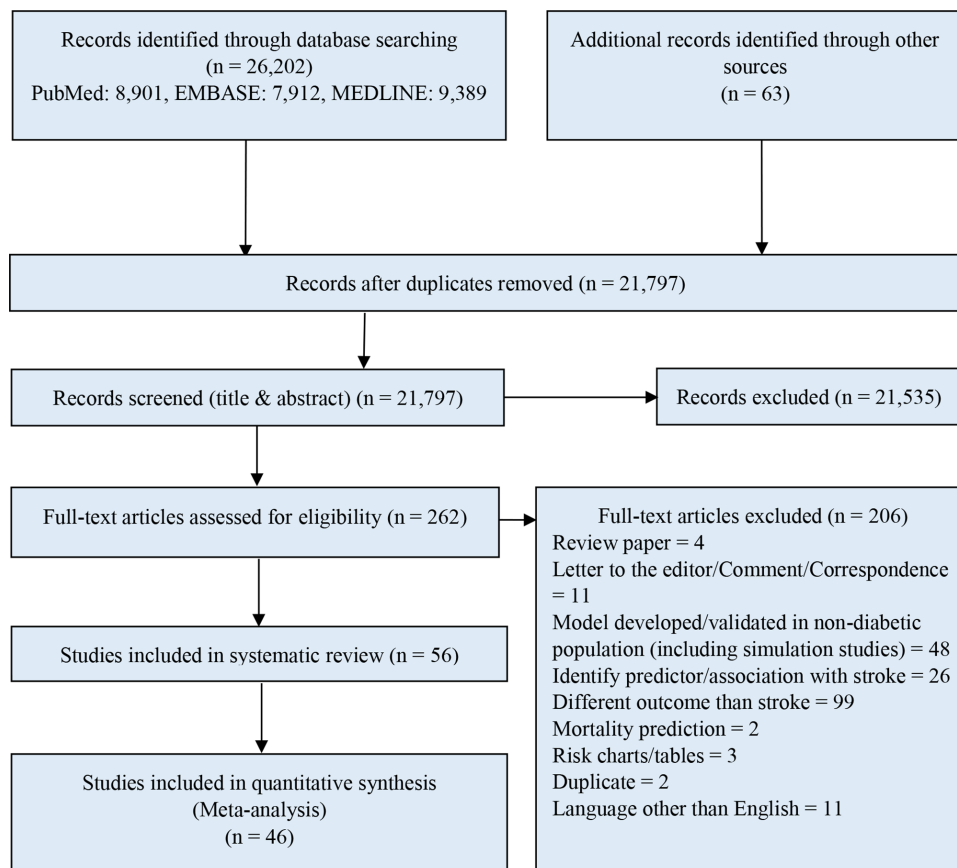 Records identified through database searching
(n = 26,202)
PubMed: 8,901, EMBASE: 7,912, MEDLINE: 9,389
Additional records identified through other
sources
(n = 63)
Records after duplicates removed (n = 21,797)
Records screened (title & abstract) (n = 21,797)
Records excluded (n = 21,535)
Full-text articles assessed for eligibility (n = 262)
Full-text articles excluded (n = 206)
Review paper = 4
Letter to the editor/Comment/Correspondence
= 11
Model developed/validated in non-diabetic
population (including simulation studies) = 48
Identify predictor/association with stroke = 26
Different outcome than stroke = 99
Mortality prediction = 2
Risk charts/tables = 3
Duplicate = 2
Language other than English = 11
Studies included in systematic review (n = 56)
Studies included in quantitative synthesis
(Meta-analysis)
(n = 46)